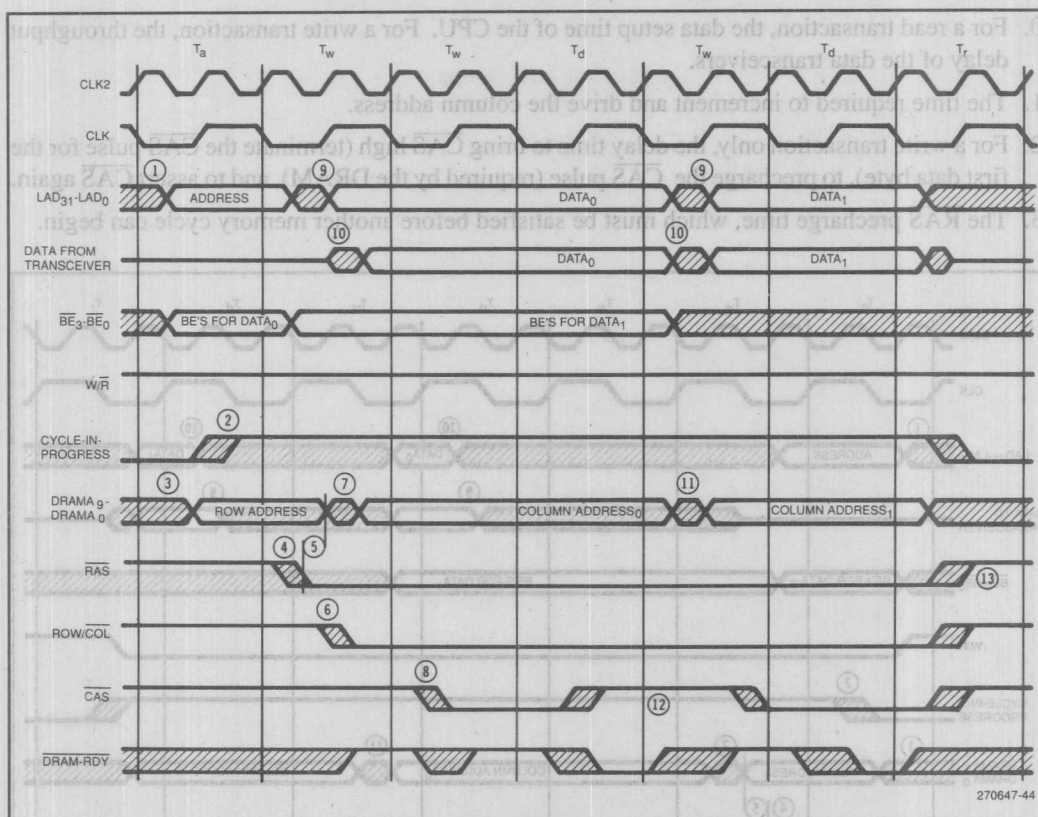 0. For a read transaction, the data setup time of the CPU. For a write transaction, the throughput
delay of the data transceivers.
The time required to increment and drive the column address.
For a write transaction only, the delay time to bring CAS high (terminate the CAS pulse for the
first data byte), to precharge the CAS pulse (required by the DRAM), and to assert CAS again.
The RAS precharge time, which must be satisfied before another memory cycle can begin.
Ta Tw Tw Td Tw Td Tr
CLK2
CLK
1 9 9
LAD31-LAD0 ADDRESS DATA0 DATA1
10 10
DATA FROM
TRANSCEIVER DATA0 DATA1
BE3-BE0 BE'S FOR DATA0 BE'S FOR DATA1
W/R
2
CYCLE-IN-
PROGRESS
3 7 11
DRAMA9-
DRAMA0 ROW ADDRESS COLUMN ADDRESS0 COLUMN ADDRESS1
4 5
RAS 13
6
ROW/COL
8
CAS 12
DRAM-RDY
270647-44